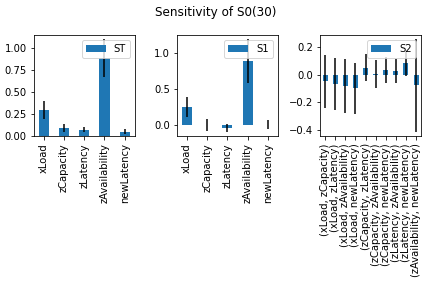 Sensitivity of S0(30)
ST
1.00
0.75
0.50
0.25
0.00
xLoad
zCapacity
zLatency
zAvailability
newLatency
S1
1.0
0.5
0.0
xLoad
zCapacity
zLatency
zAvailability
newLatency
S2
0.2
0.0
−0.2
−0.4
(xLoad, zCapacity)
(xLoad, zLatency)
(xLoad, zAvailability)
(xLoad, newLatency)
(zCapacity, zLatency)
(zCapacity, zAvailability)
(zCapacity, newLatency)
(zLatency, zAvailability)
(zLatency, newLatency)
(zAvailability, newLatency)